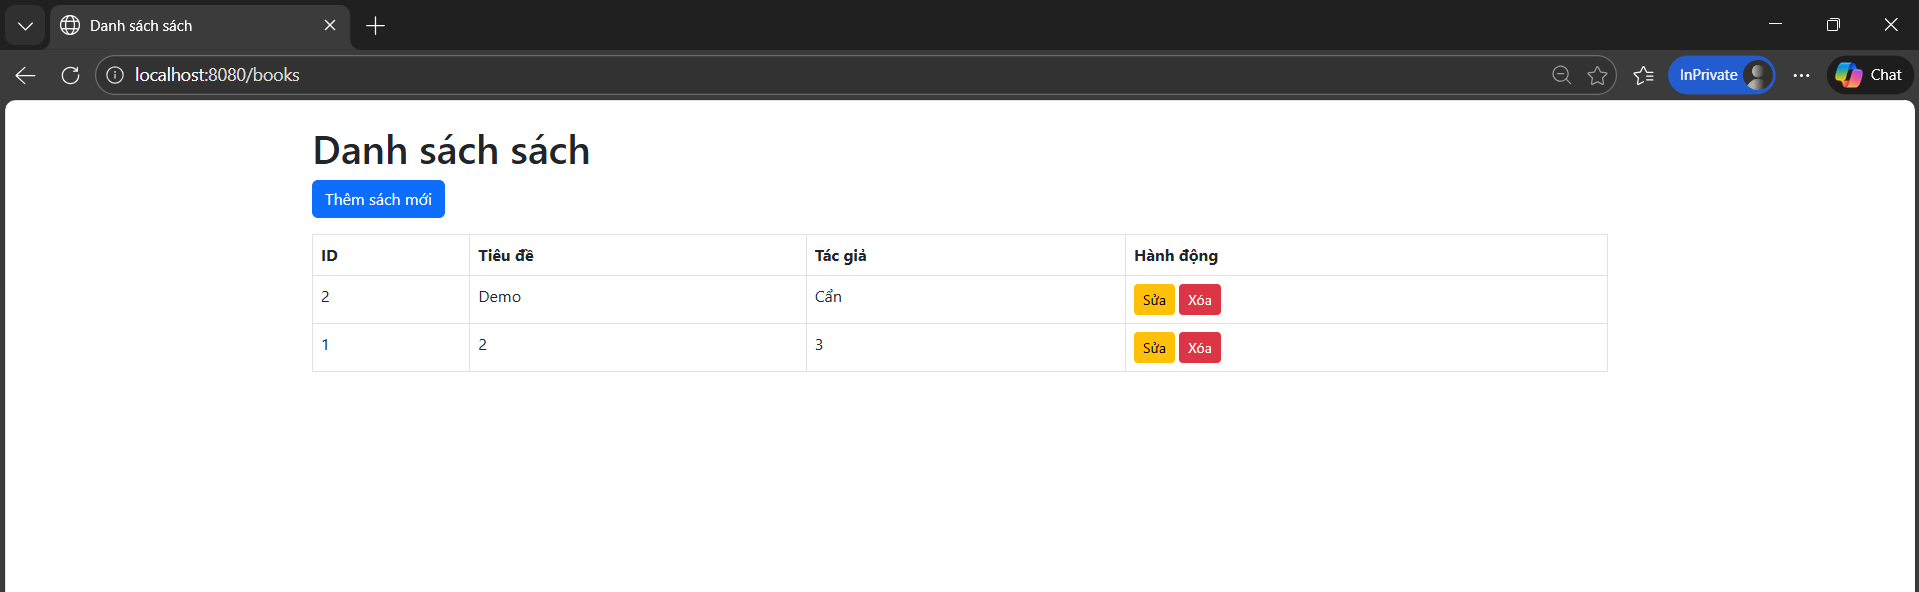 Danh sách sách
localhost:8080/books
InPrivate
Chat
Danh sách sách
Thêm sách mới
ID Tiêu đề Tác giả Hành động
2 Demo Cẩn Sửa Xóa
1 2 3 Sửa Xóa